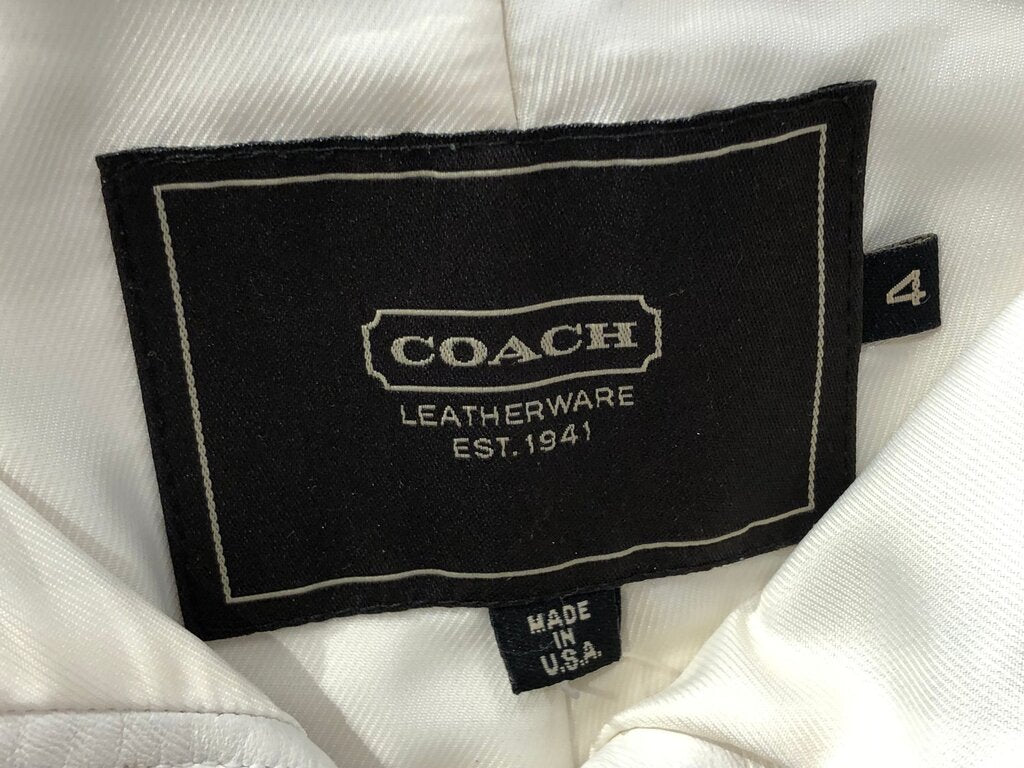 COACH
LEATHERWARE
EST. 1941
4
MADE
IN
U.S.A.